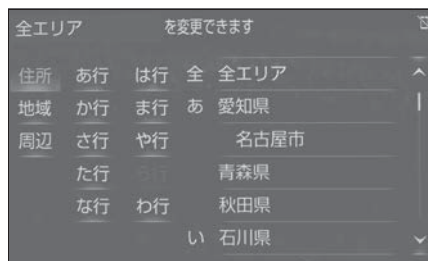 全エリア を変更できます
住所 あ行 は行 全 全エリア
地域 か行 ま行 あ 愛知県
周辺 さ行 や行 名古屋市
た行 ら行 青森県
な行 わ行 秋田県
い 石川県